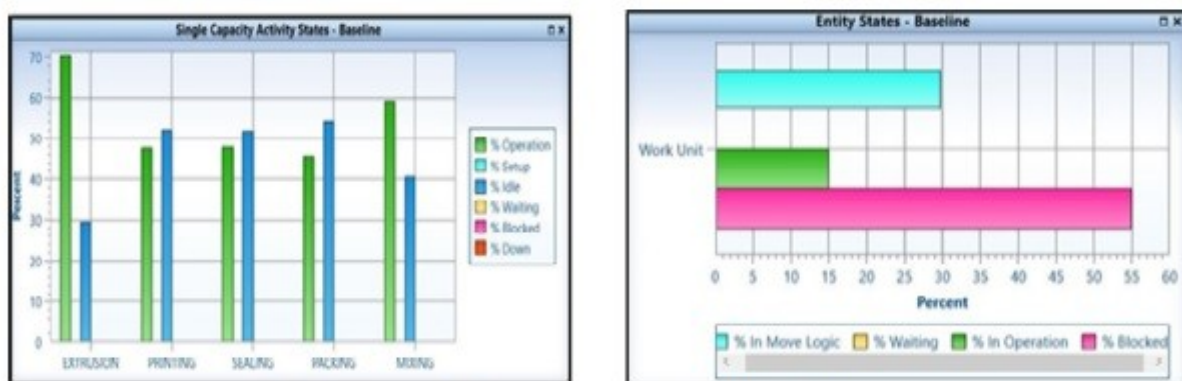 Single Capacity Activity States - Baseline
Percent
70
60
50
40
30
20
10
0
EXTRUSION PRINTING SEALING PACKING MIXING
% Operation
% Setup
% Idle
% Waiting
% Blocked
% Down
Entity States - Baseline
Work Unit
0 5 10 15 20 25 30 35 40 45 50 55 60
Percent
% In Move Logic % Waiting % In Operation % Blocked